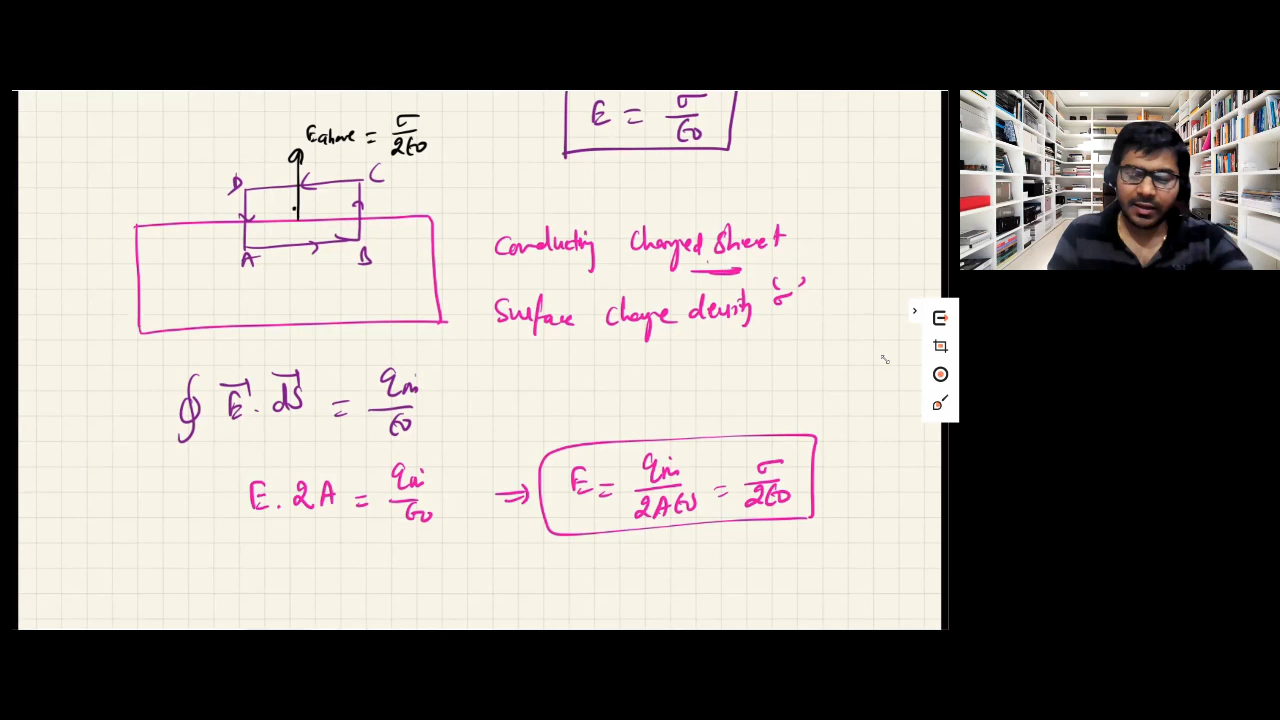 E = σ/ε0
Eabove = σ/2ε0
D C
A B
Conducting Charged sheet
Surface charge density 'σ'
∮ E⃗ . dS⃗ = qin/ε0
E. 2A = qin/ε0 ⇒ E = qin/2Aε0 = σ/2ε0